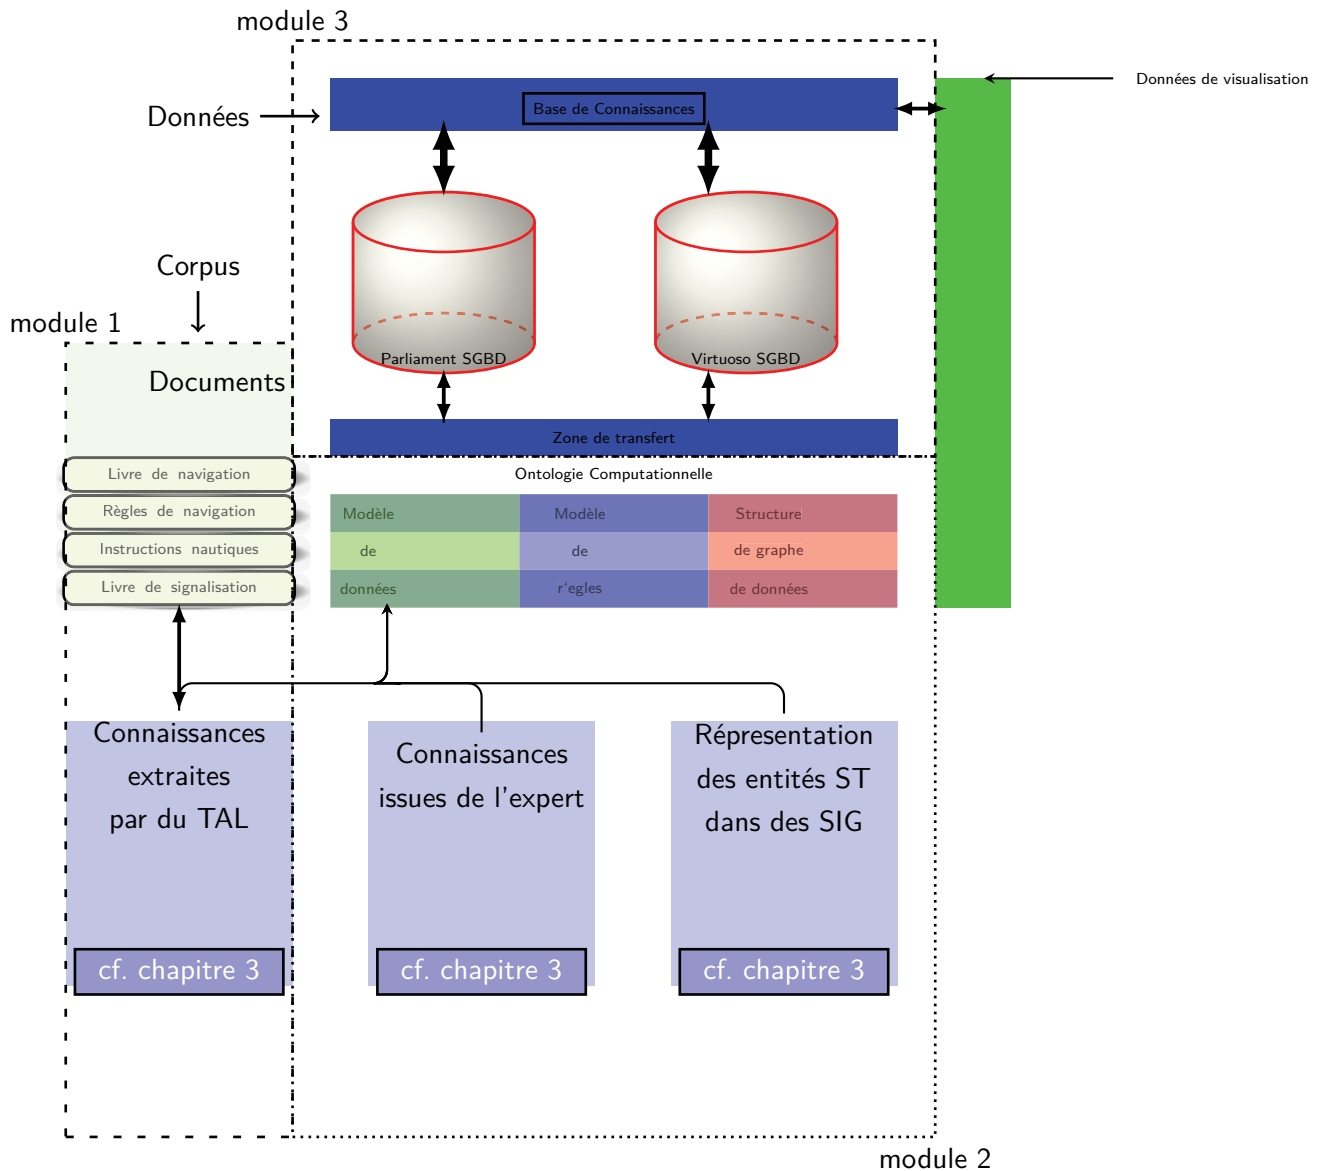 module 3
Données de visualisation
Base de Connaissances
Données
Corpus
module 1
Parliament SGBD
Virtuoso SGBD
Documents
Zone de transfert
Livre de navigation
Règles de navigation
Instructions nautiques
Livre de signalisation
Ontologie Computationnelle
Modèle
de
données
Modèle
de
r'egles
Structure
de graphe
de données
Connaissances
extraites
par du TAL
cf. chapitre 3
Connaissances
issues de l'expert
cf. chapitre 3
Répresentation
des entités ST
dans des SIG
cf. chapitre 3
module 2